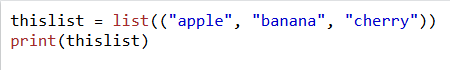 thislist = list(("apple", "banana", "cherry"))
print(thislist)